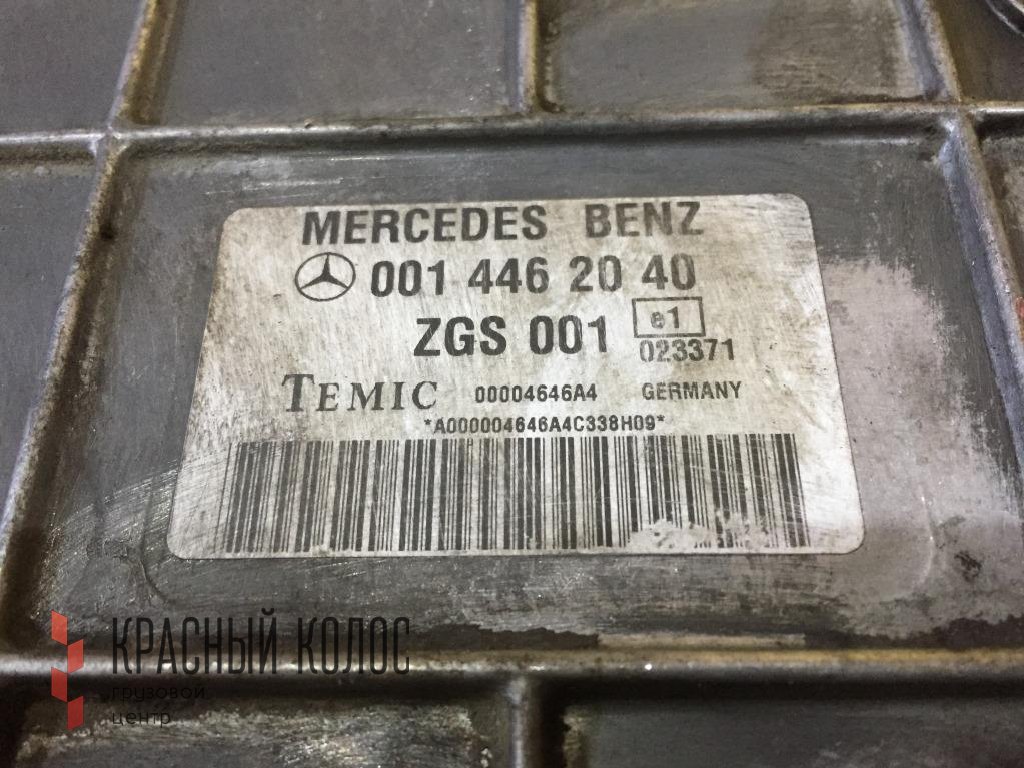 MERCEDES BENZ
001 446 20 40
ZGS 001 e1
023371
TEMIC 00004646A4 GERMANY
*A000004646A4C338H09*
КРАСНЫЙ КОЛОС
грузовой
центр